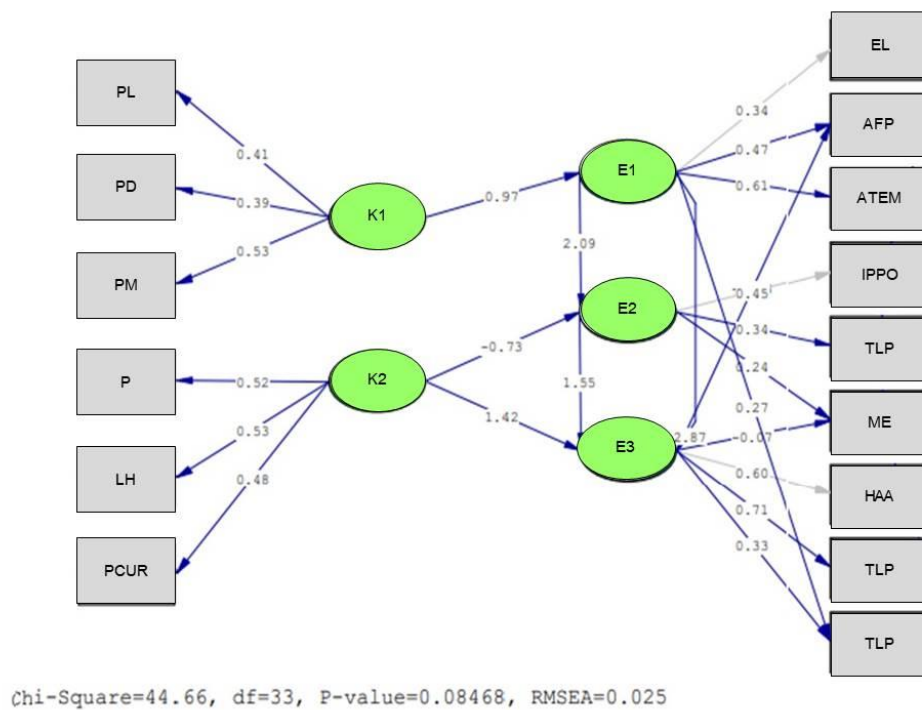 EL
PL
AFP
0.34
0.41
0.47
PD
E1
ATEM
0.39
K1
0.97
0.61
PM
0.53
2.09
IPPO
E2
0.45
-0.73
0.34
TLP
P
0.52
K2
1.55
0.24
1.42
0.27
ME
0.53
E3
2.87
-0.07
LH
0.48
0.60
HAA
0.71
PCUR
0.33
TLP
TLP
Chi-Square=44.66, df=33, P-value=0.08468, RMSEA=0.025